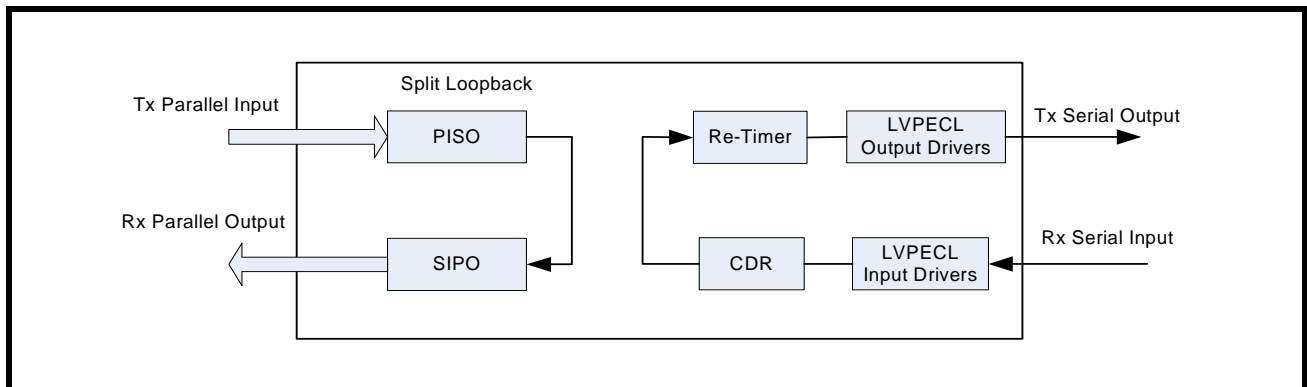 Split Loopback
Tx Parallel Input
PISO
Re-Timer
LVPECL
Output Drivers
Tx Serial Output
Rx Parallel Output
SIPO
CDR
LVPECL
Input Drivers
Rx Serial Input